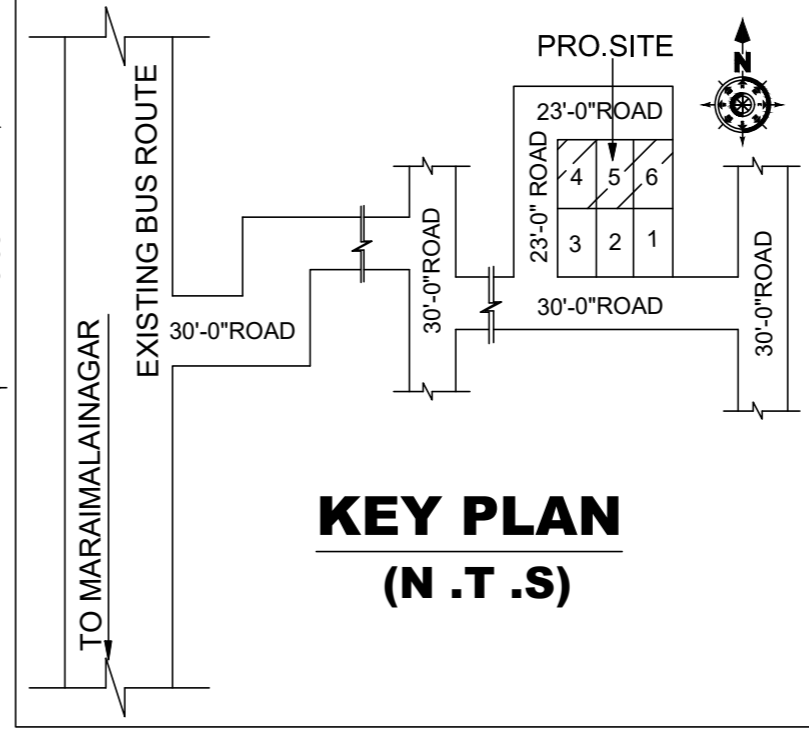 PRO.SITE
N
23'-0"ROAD
23'-0" ROAD
4 5 6
3 2 1
EXISTING BUS ROUTE
30'-0"ROAD
30'-0"ROAD
30'-0"ROAD
30'-0"ROAD
TO MARAIMALAINAGAR
KEY PLAN
(N .T .S)